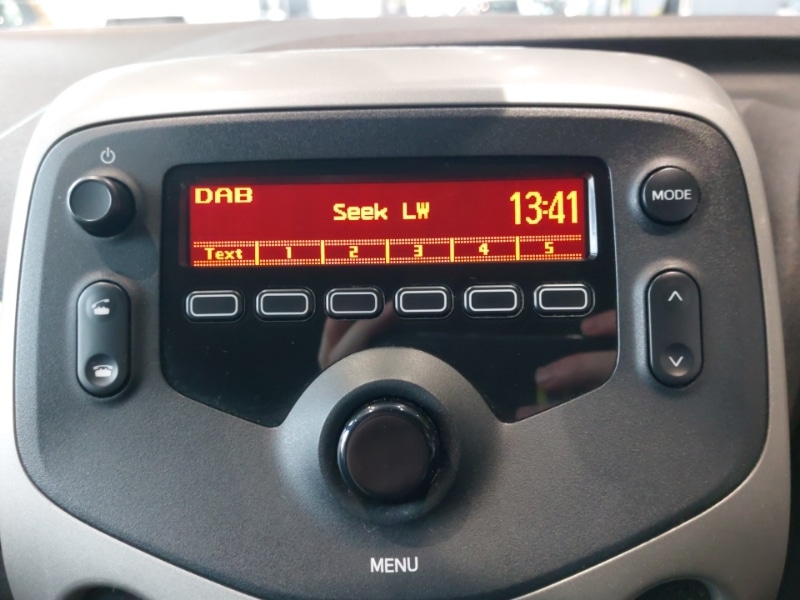 DAB
Seek LW
13:41
Text 1 2 3 4 5
MODE
MENU